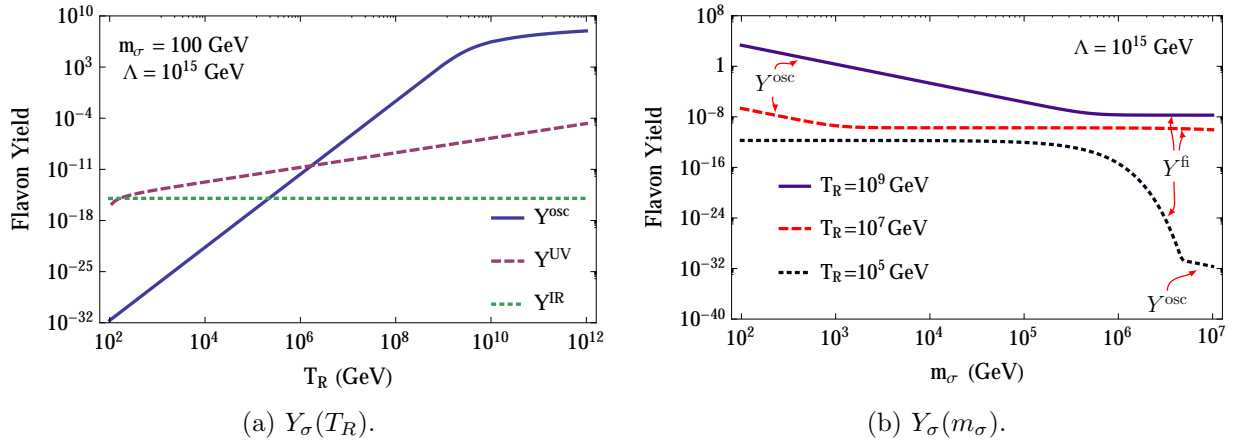 10^10
10^3
10^-4
10^-11
10^-18
10^-25
10^-32
Flavon Yield
m_σ = 100 GeV
Λ = 10^15 GeV
Y^osc
Y^UV
Y^IR
10^2 10^4 10^6 10^8 10^10 10^12
T_R (GeV)
(a) Y_σ(T_R).
10^8
1
10^-8
10^-16
10^-24
10^-32
10^-40
Flavon Yield
Λ = 10^15 GeV
Y^osc
Y^fi
T_R=10^9 GeV
T_R=10^7 GeV
T_R=10^5 GeV
Y^osc
10^2 10^3 10^4 10^5 10^6 10^7
m_σ (GeV)
(b) Y_σ(m_σ).